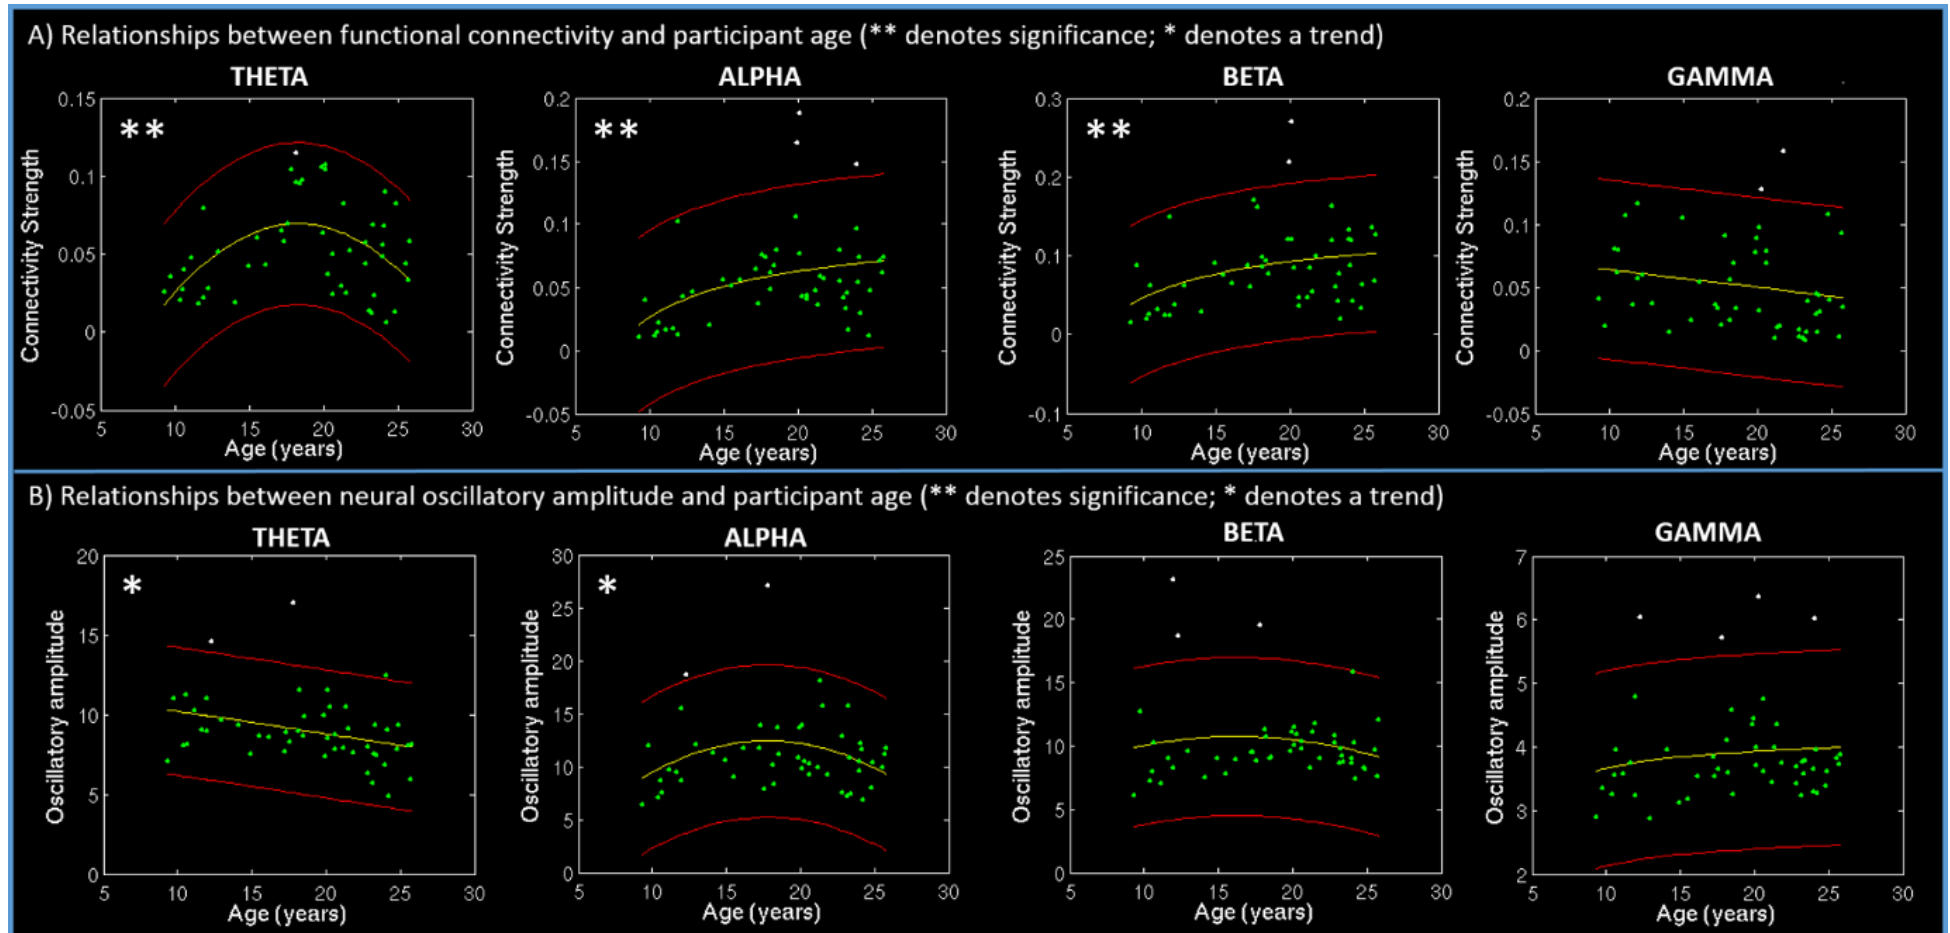 A) Relationships between functional connectivity and participant age (** denotes significance; * denotes a trend)
THETA ALPHA BETA GAMMA
** ** **
Connectivity Strength
0.15
0.1
0.05
0
-0.05
5 10 15 20 25 30
Age (years)
Connectivity Strength
0.2
0.15
0.1
0.05
0
-0.05
5 10 15 20 25 30
Age (years)
Connectivity Strength
0.3
0.2
0.1
0
-0.1
5 10 15 20 25 30
Age (years)
Connectivity Strength
0.2
0.15
0.1
0.05
0
-0.05
5 10 15 20 25 30
Age (years)
B) Relationships between neural oscillatory amplitude and participant age (** denotes significance; * denotes a trend)
THETA ALPHA BETA GAMMA
* *
Oscillatory amplitude
20
15
10
5
0
5 10 15 20 25 30
Age (years)
Oscillatory amplitude
30
25
20
15
10
5
0
5 10 15 20 25 30
Age (years)
Oscillatory amplitude
25
20
15
10
5
0
5 10 15 20 25 30
Age (years)
Oscillatory amplitude
7
6
5
4
3
2
5 10 15 20 25 30
Age (years)